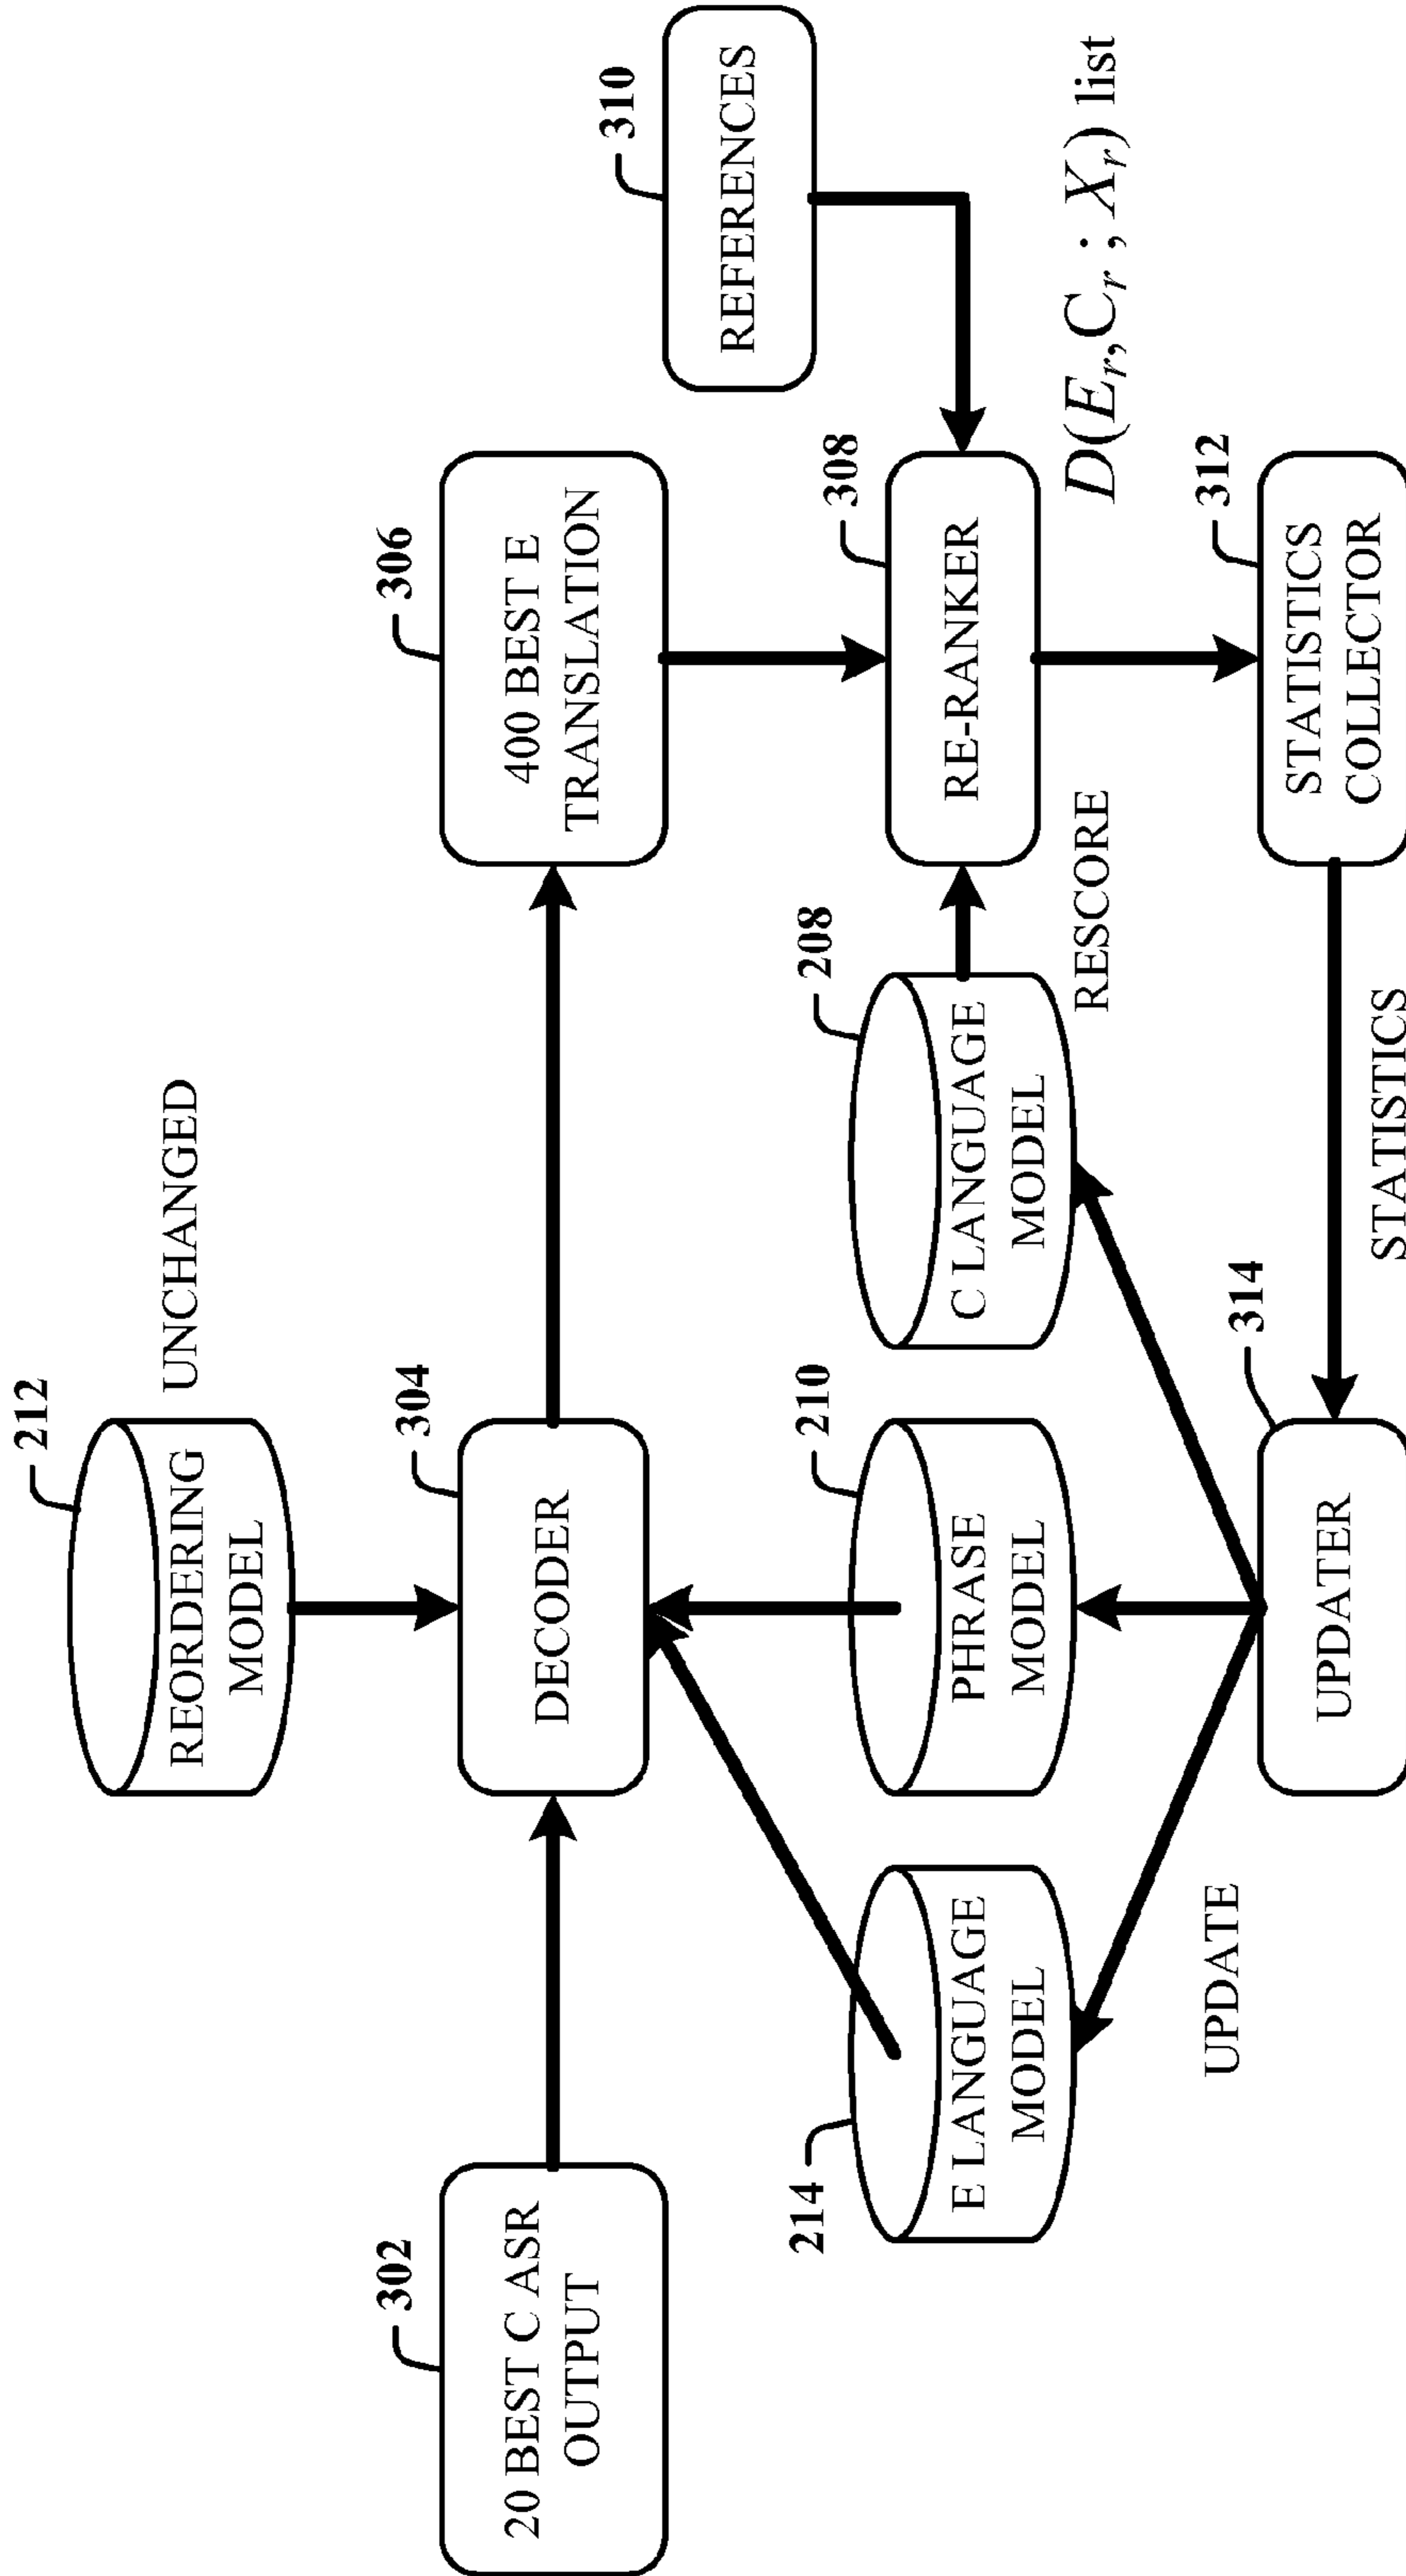 212
REORDERING
MODEL
UNCHANGED
302
20 BEST C ASR
OUTPUT
304
DECODER
306
400 BEST E
TRANSLATION
310
REFERENCES
214
E LANGUAGE
MODEL
210
PHRASE
MODEL
208
C LANGUAGE
MODEL
RESCORE
308
RE-RANKER
D(E_r, C_r ; X_r) list
UPDATE
314
UPDATER
STATISTICS
312
STATISTICS
COLLECTOR